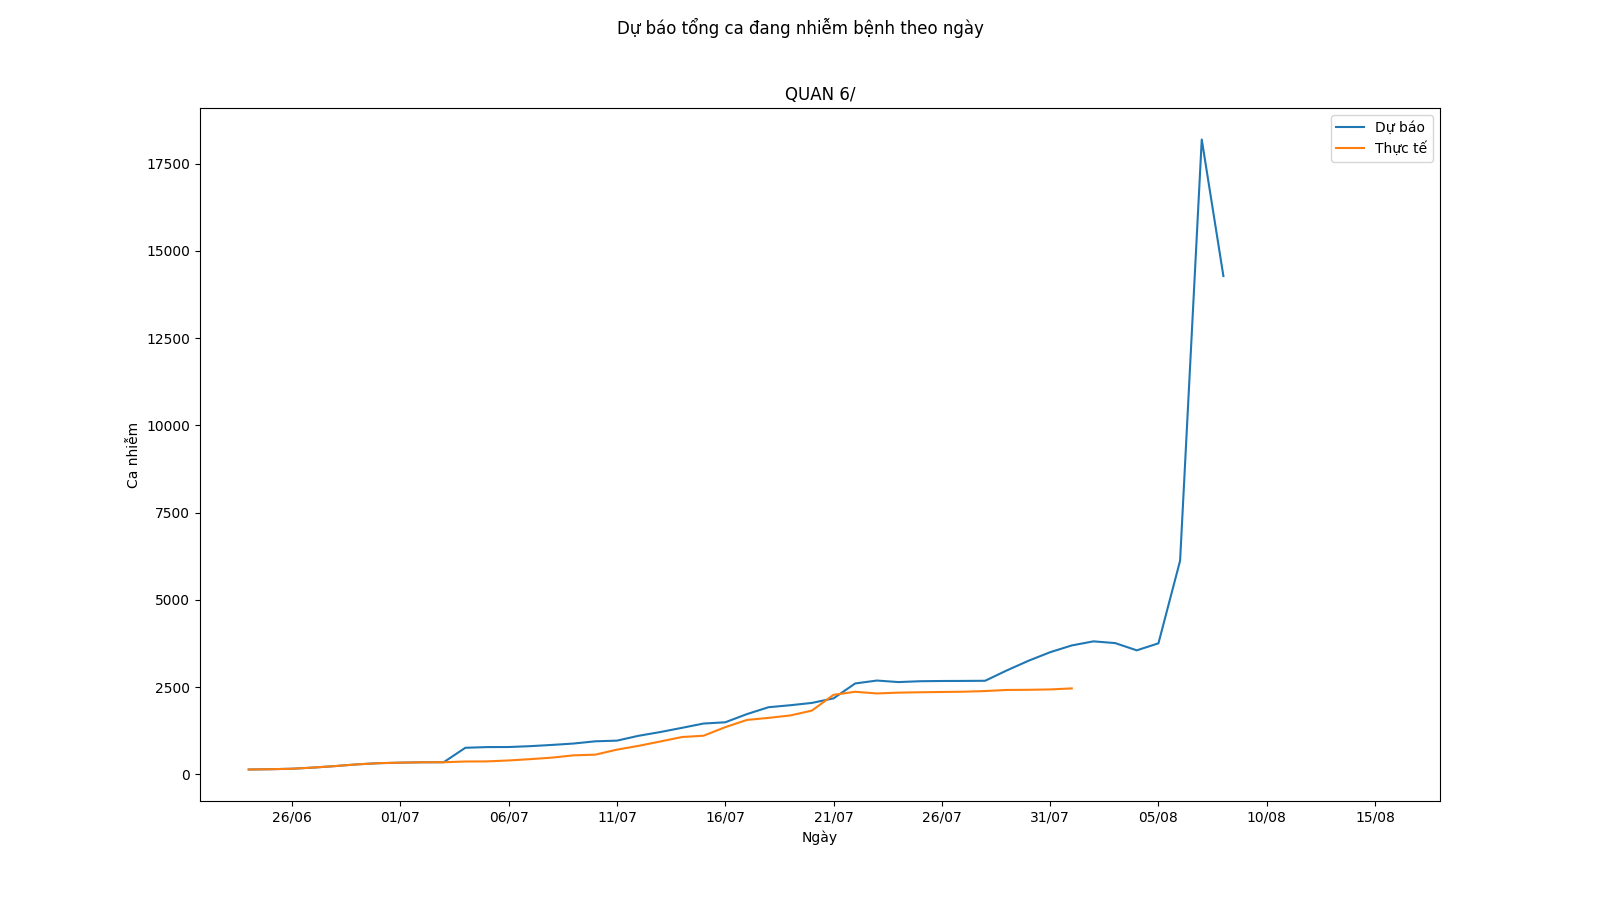 Dự báo tổng ca đang nhiễm bệnh theo ngày
QUAN 6/
Dự báo
Thực tế
17500
15000
12500
10000
7500
5000
2500
0
Ca nhiễm
26/06 01/07 06/07 11/07 16/07 21/07 26/07 31/07 05/08 10/08 15/08
Ngày